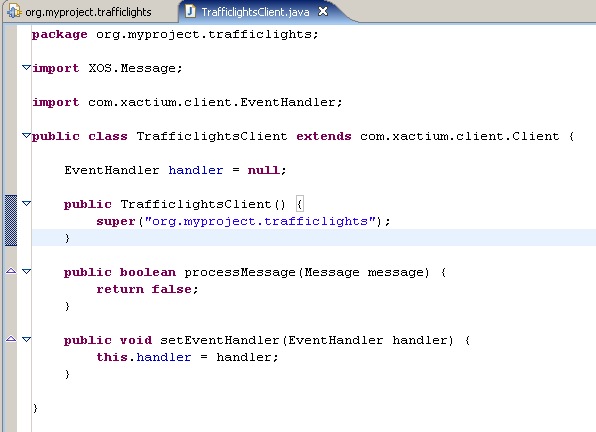 org.myproject.trafficlights
TrafficlightsClient.java
package org.myproject.trafficlights;
import XOS.Message;
import com.xactium.client.EventHandler;
public class TrafficlightsClient extends com.xactium.client.Client {
EventHandler handler = null;
public TrafficlightsClient() {
super("org.myproject.trafficlights");
}
public boolean processMessage(Message message) {
return false;
}
public void setEventHandler(EventHandler handler) {
this.handler = handler;
}
}